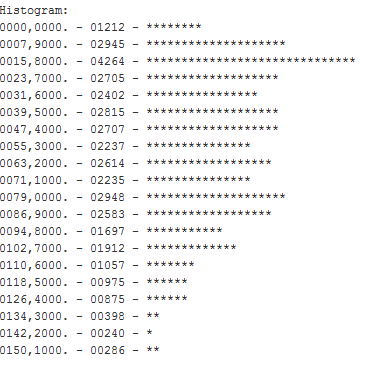 Histogram:
0000,0000. - 01212 - ********
0007,9000. - 02945 - ********************
0015,8000. - 04264 - ******************************
0023,7000. - 02705 - *******************
0031,6000. - 02402 - ****************
0039,5000. - 02815 - *******************
0047,4000. - 02707 - *******************
0055,3000. - 02237 - ***************
0063,2000. - 02614 - ******************
0071,1000. - 02235 - ***************
0079,0000. - 02948 - ********************
0086,9000. - 02583 - ******************
0094,8000. - 01697 - ***********
0102,7000. - 01912 - *************
0110,6000. - 01057 - *******
0118,5000. - 00975 - ******
0126,4000. - 00875 - ******
0134,3000. - 00398 - **
0142,2000. - 00240 - *
0150,1000. - 00286 - **